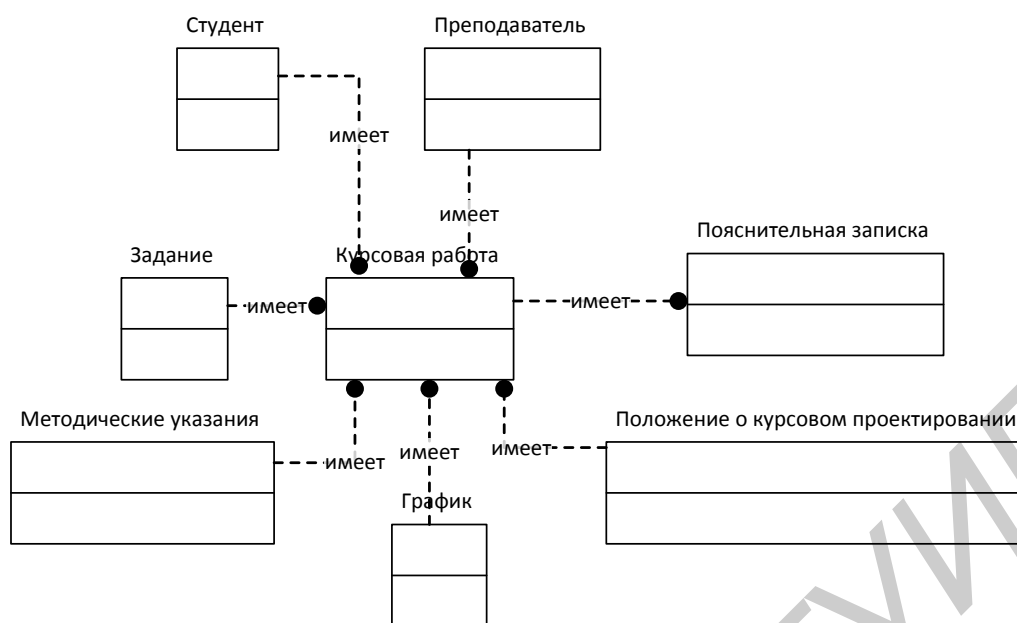 Студент
Преподаватель
имеет
имеет
Пояснительная записка
Задание
Курсовая работа
имеет
имеет
Методические указания
Положение о курсовом проектировании
имеет
имеет
имеет
График